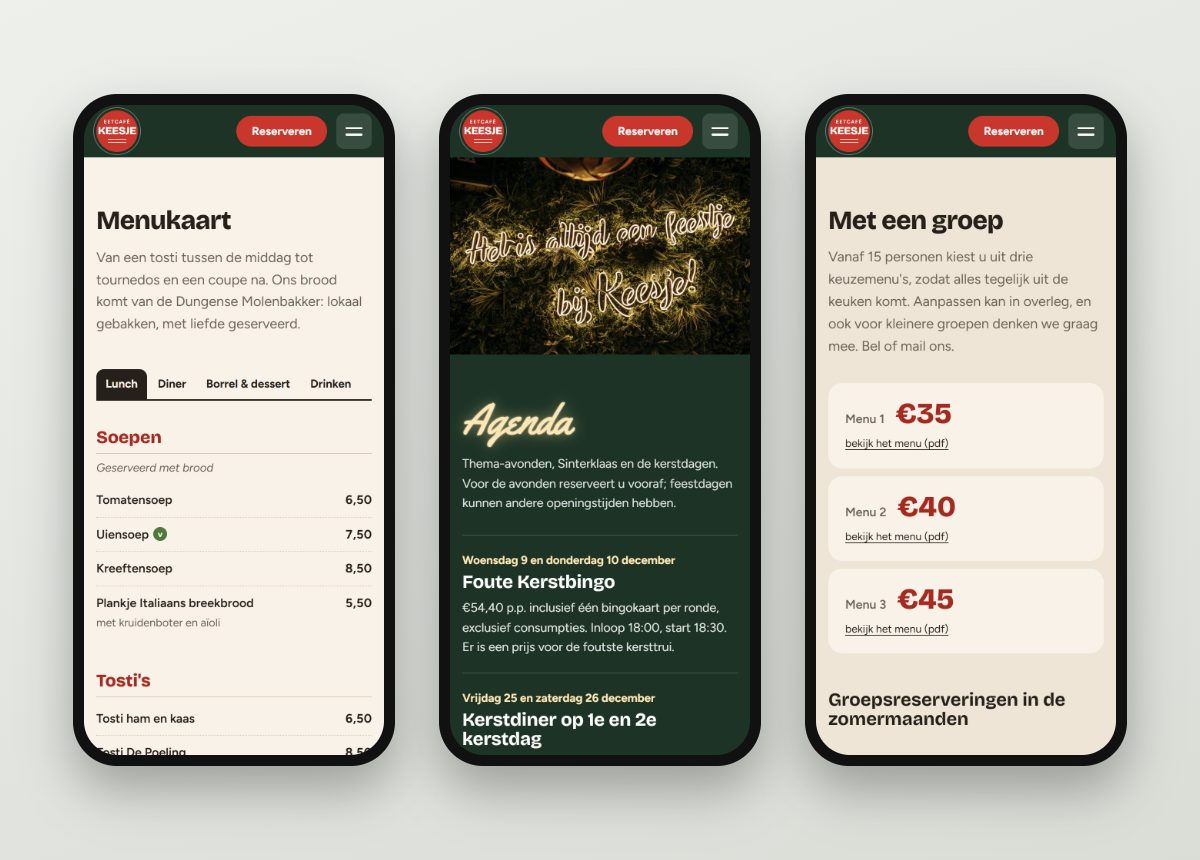 EETCAFÉ
KEESJE
Reserveren
Menukaart
Van een tosti tussen de middag tot
tournedos en een coupe na. Ons brood
komt van de Dungense Molenbakker: lokaal
gebakken, met liefde geserveerd.
Lunch Diner Borrel & dessert Drinken
Soepen
Geserveerd met brood
Tomatensoep 6,50
Uiensoep v 7,50
Kreeftensoep 8,50
Plankje Italiaans breekbrood 5,50
met kruidenboter en aïoli
Tosti's
Tosti ham en kaas 6,50
Tosti De Poeling 8,50
EETCAFÉ
KEESJE
Reserveren
Het is altijd een feestje
bij Keesje!
Agenda
Thema-avonden, Sinterklaas en de kerstdagen.
Voor de avonden reserveert u vooraf; feestdagen
kunnen andere openingstijden hebben.
Woensdag 9 en donderdag 10 december
Foute Kerstbingo
€54,40 p.p. inclusief één bingokaart per ronde,
exclusief consumpties. Inloop 18:00, start 18:30.
Er is een prijs voor de foutste kersttrui.
Vrijdag 25 en zaterdag 26 december
Kerstdiner op 1e en 2e
kerstdag
EETCAFÉ
KEESJE
Reserveren
Met een groep
Vanaf 15 personen kiest u uit drie
keuzemenu's, zodat alles tegelijk uit de
keuken komt. Aanpassen kan in overleg, en
ook voor kleinere groepen denken we graag
mee. Bel of mail ons.
Menu 1 €35
bekijk het menu (pdf)
Menu 2 €40
bekijk het menu (pdf)
Menu 3 €45
bekijk het menu (pdf)
Groepsreserveringen in de
zomermaanden